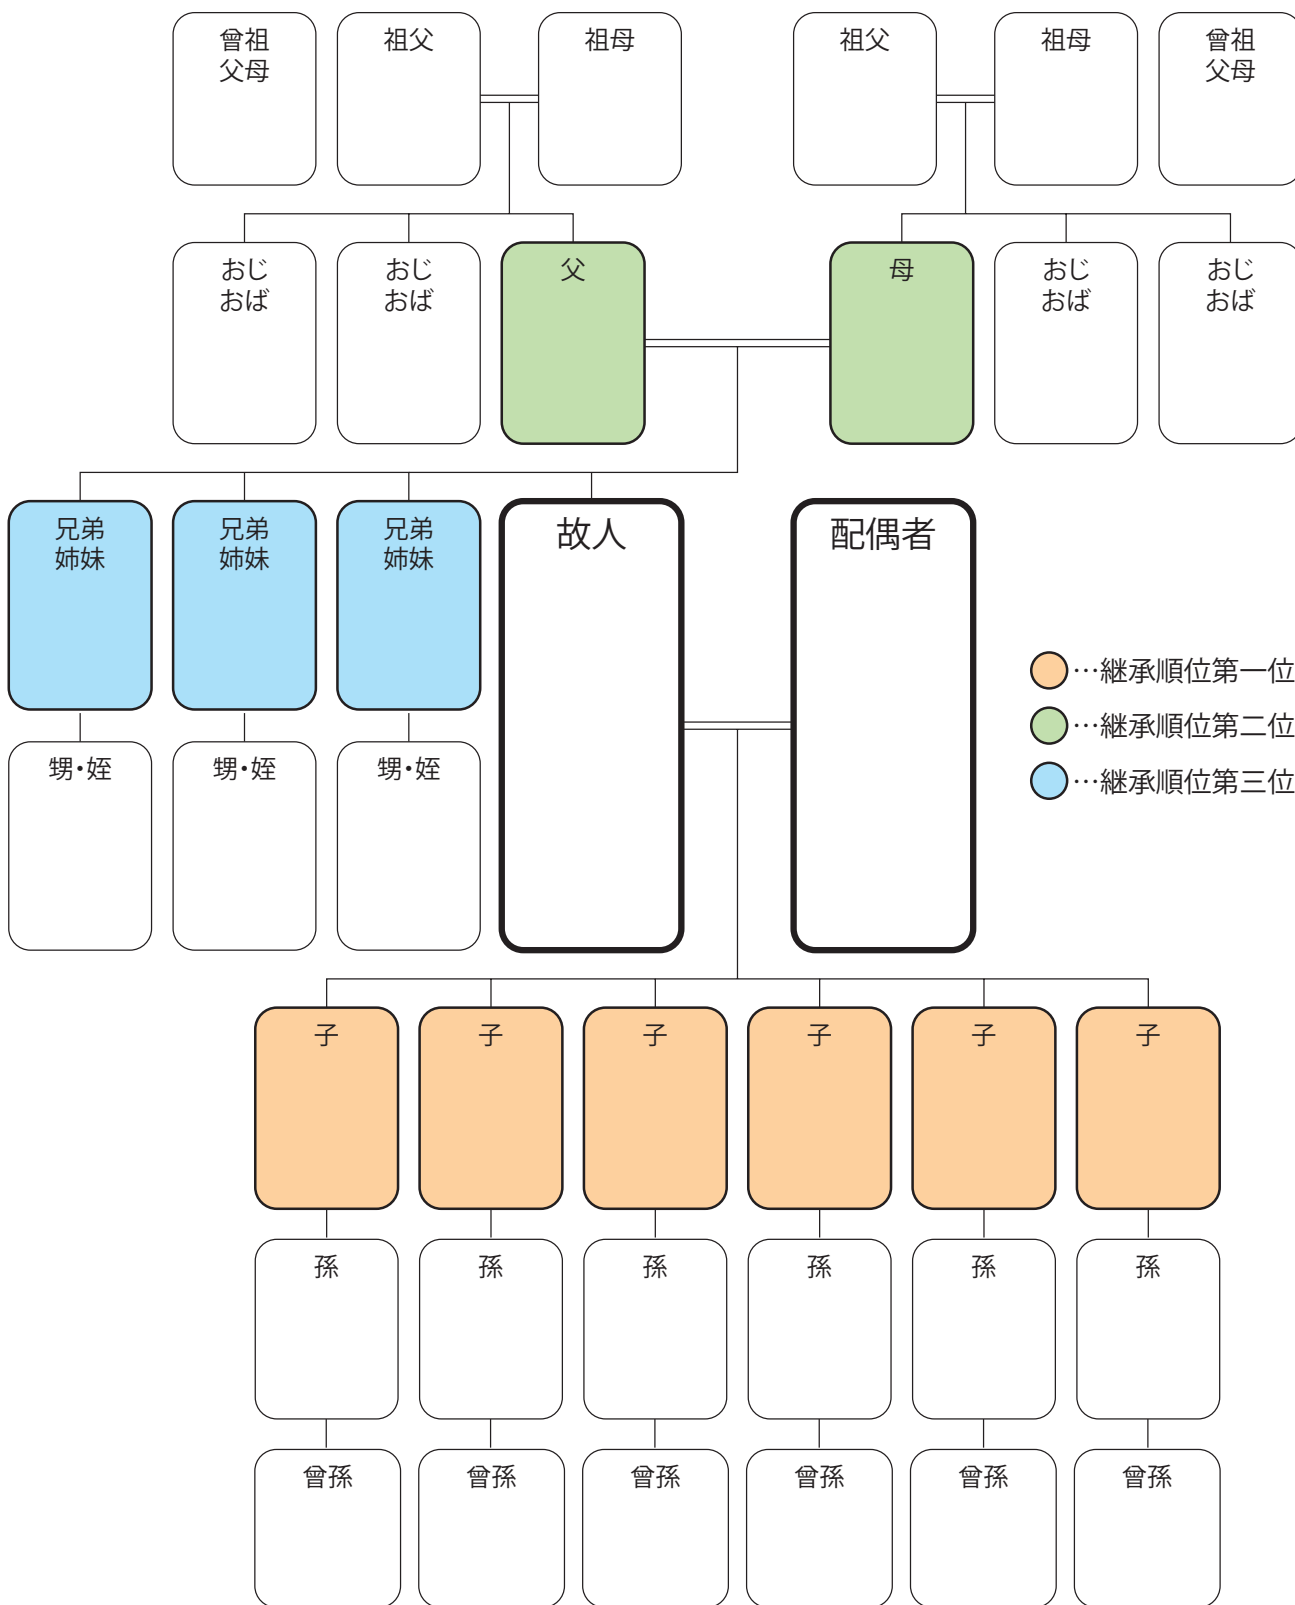 曾祖
父母
祖父
祖母
祖父
祖母
曾祖
父母
おじ
おば
おじ
おば
父
母
おじ
おば
おじ
おば
兄弟
姉妹
兄弟
姉妹
兄弟
姉妹
故人
配偶者
…継承順位第一位
…継承順位第二位
…継承順位第三位
甥・姪
甥・姪
甥・姪
子
子
子
子
子
子
孫
孫
孫
孫
孫
孫
曾孫
曾孫
曾孫
曾孫
曾孫
曾孫